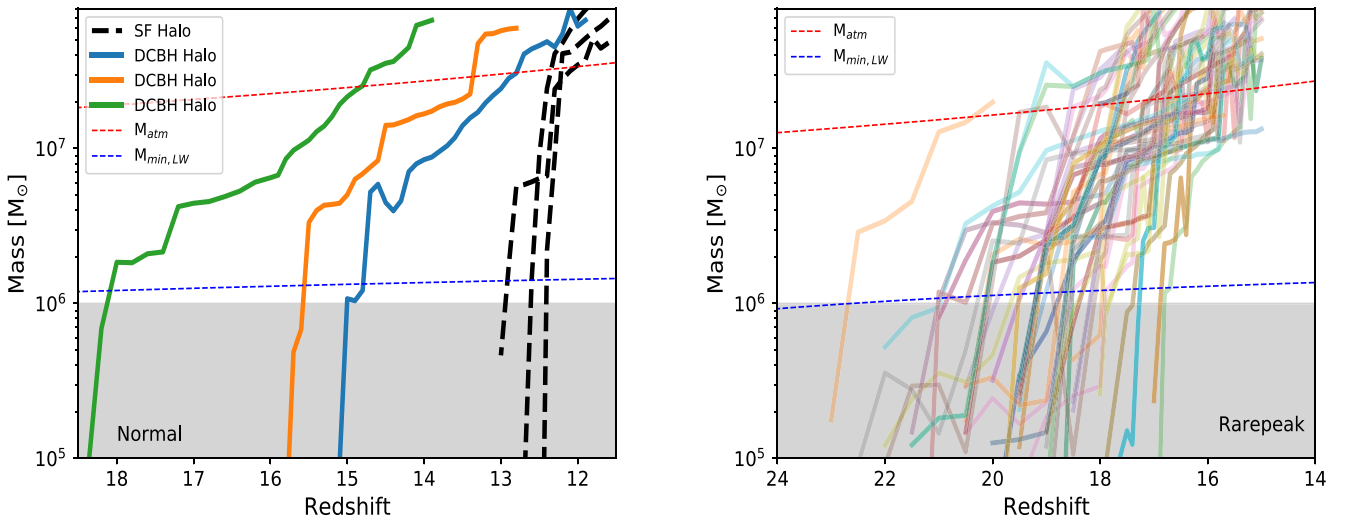 SF Halo
DCBH Halo
DCBH Halo
DCBH Halo
M_atm
M_min,LW
Normal
Mass [M_⊙]
10^7
10^6
10^5
18 17 16 15 14 13 12
Redshift
M_atm
M_min,LW
Rarepeak
Mass [M_⊙]
10^7
10^6
10^5
24 22 20 18 16 14
Redshift